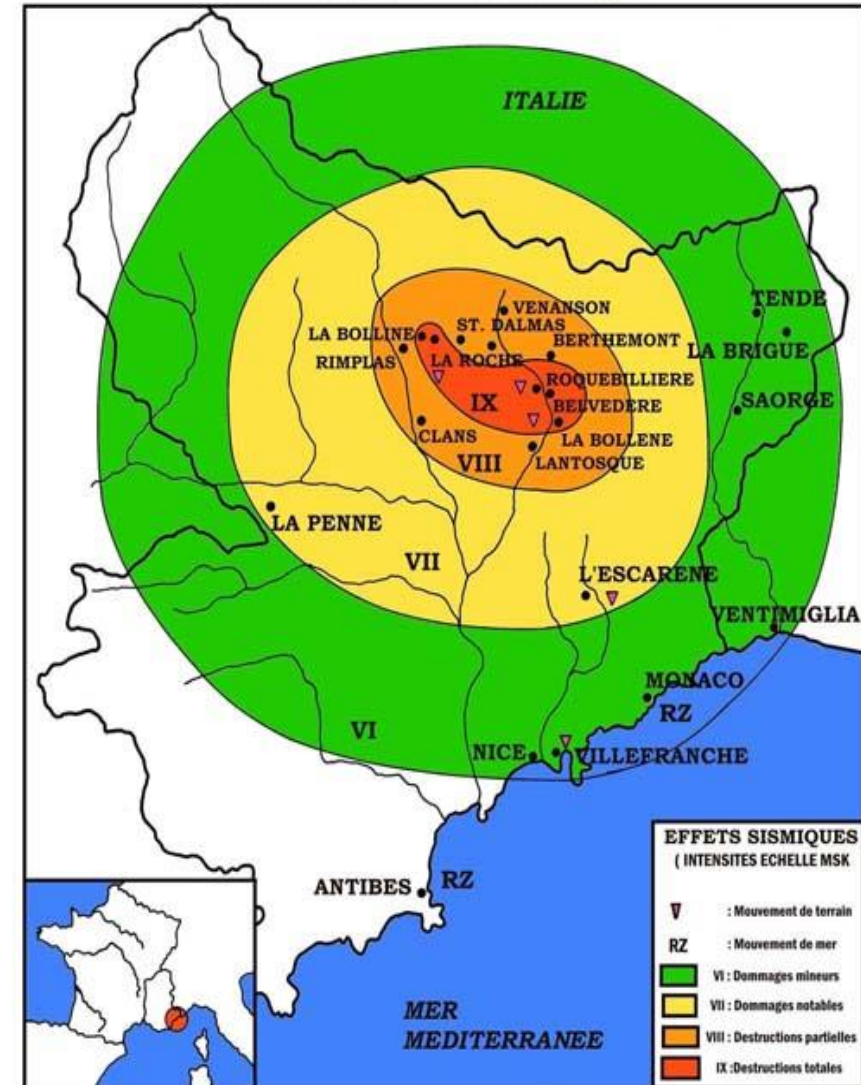 ITALIE
VENANSON
LA BOLLINE
ST. DALMAS
BERTHEMONT
TENDE
RIMPLAS
LA ROCHE
LA BRIGUE
ROQUEBILLIERE
IX
BELVEDERE
SAORGE
CLANS
LA BOLLENE
VIII
LANTOSQUE
LA PENNE
VII
L'ESCARENE
VENTIMIGLIA
MONACO
RZ
VI
NICE
VILLEFRANCHE
ANTIBES
RZ
MER
MEDITERRANEE
EFFETS SISMIQUES
( INTENSITES ECHELLE MSK
: Mouvement de terrain
RZ : Mouvement de mer
VI : Dommages mineurs
VII : Dommages notables
VIII : Destructions partielles
IX :Destructions totales